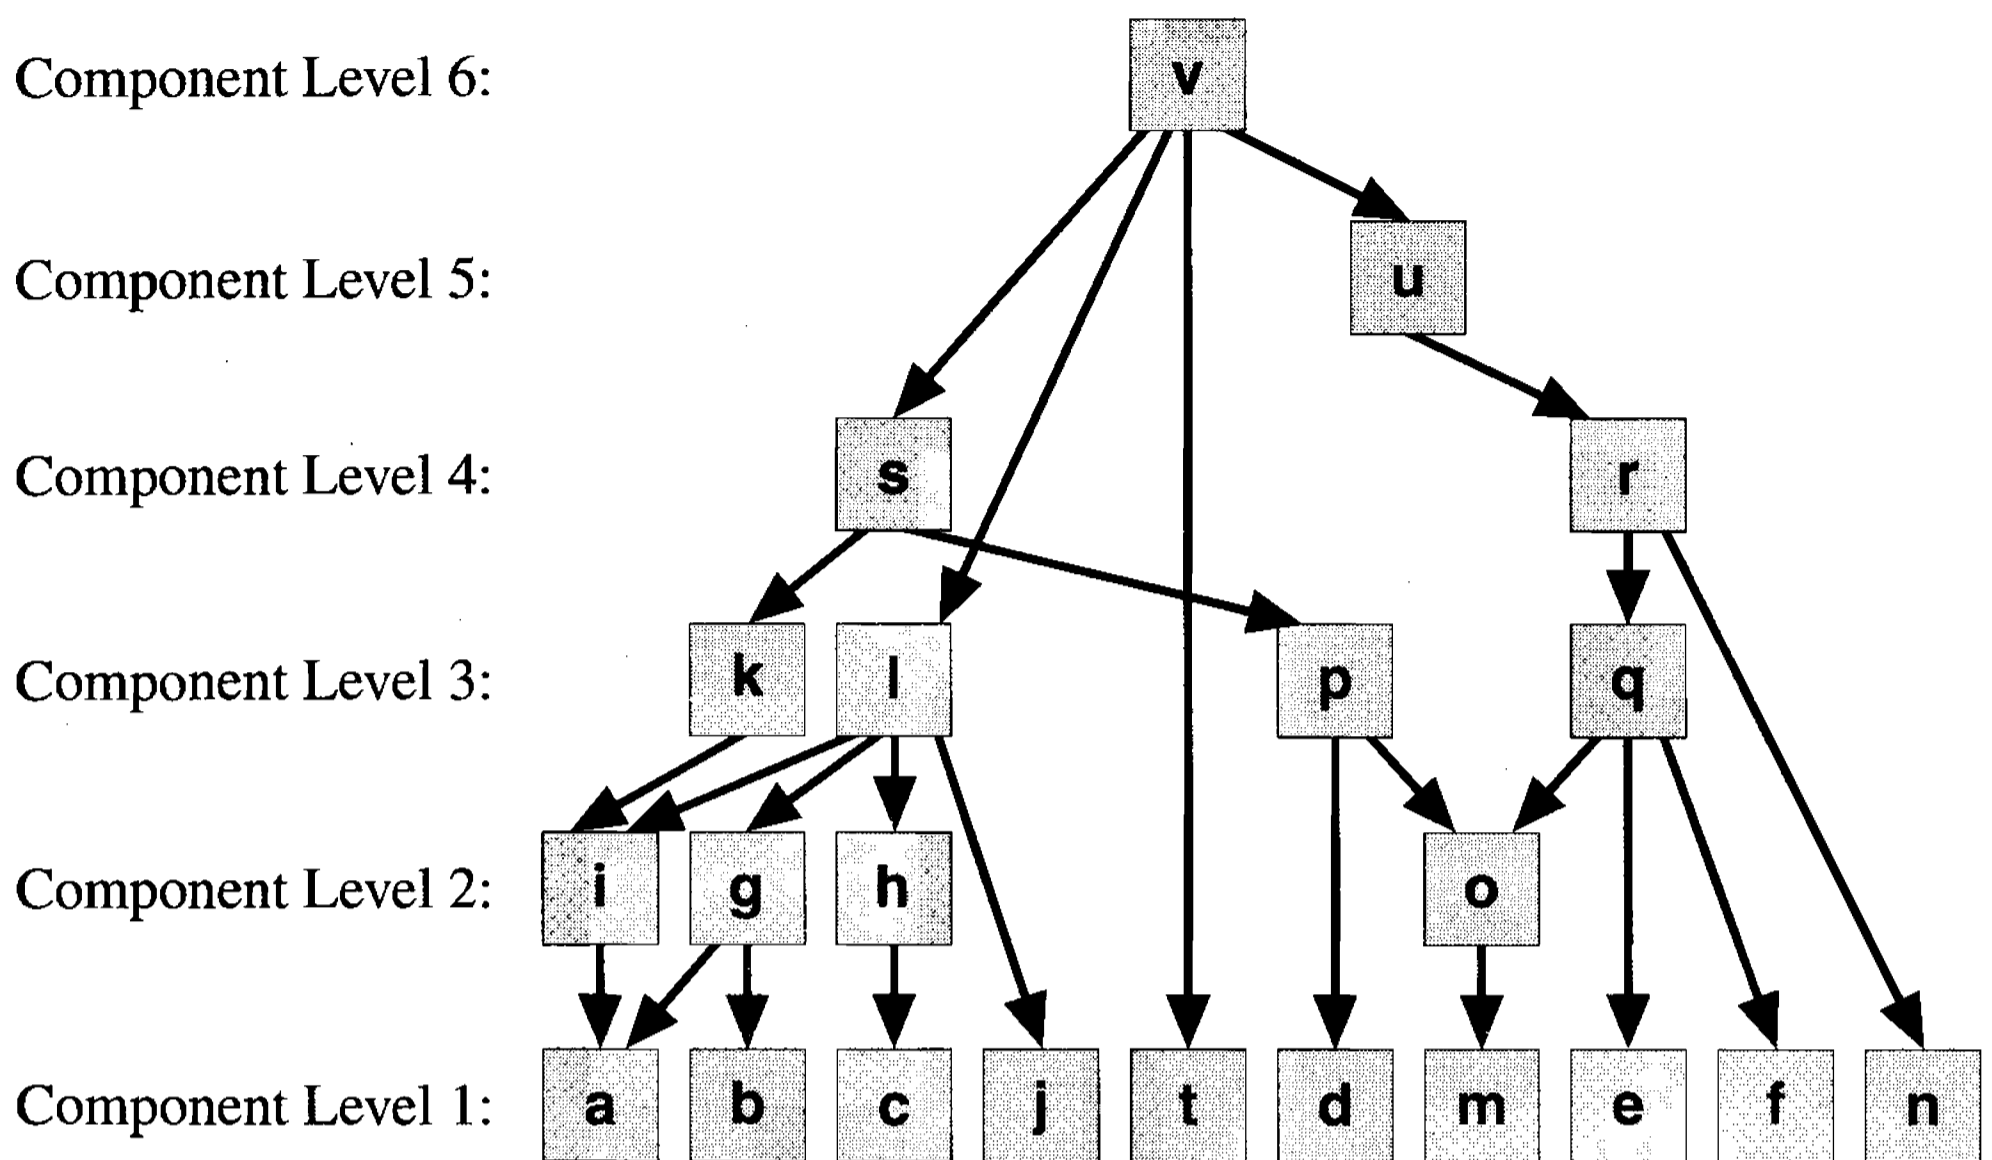 Component Level 6: v
Component Level 5: u
Component Level 4: s r
Component Level 3: k l p q
Component Level 2: i g h o
Component Level 1: a b c j t d m e f n